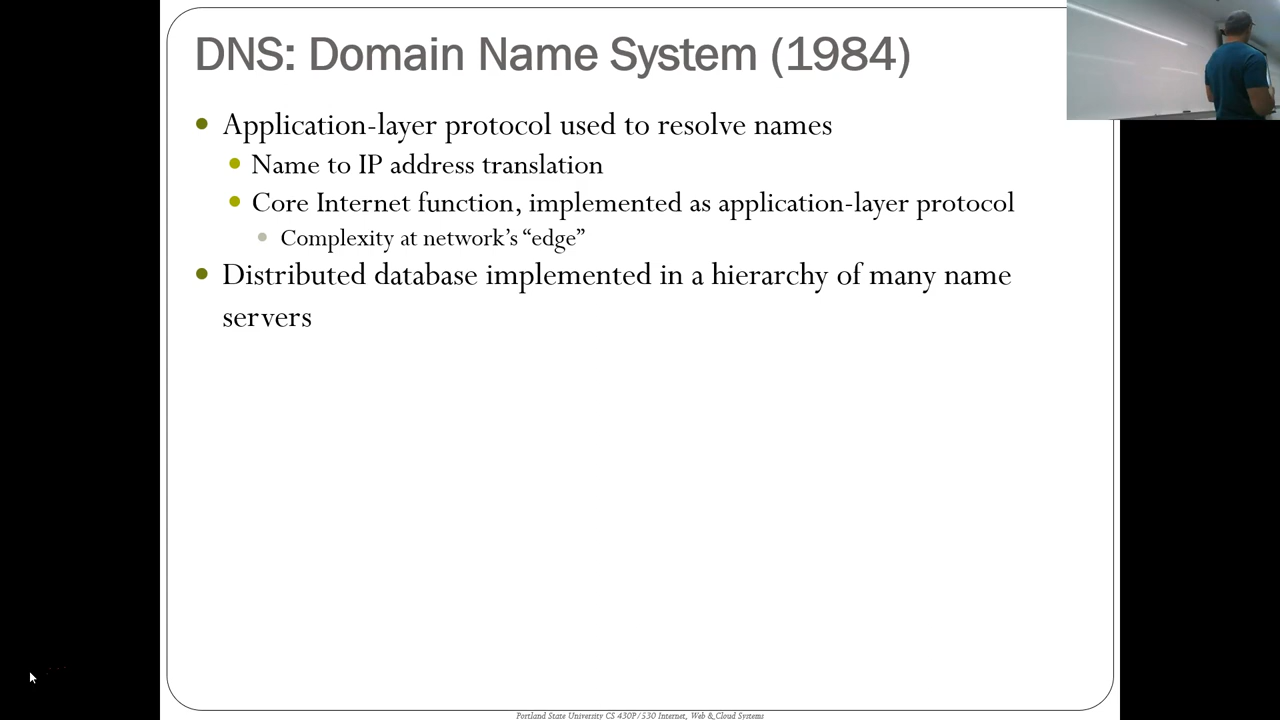 DNS: Domain Name System (1984)
Application-layer protocol used to resolve names
Name to IP address translation
Core Internet function, implemented as application-layer protocol
Complexity at network’s “edge”
Distributed database implemented in a hierarchy of many name
servers
Portland State University CS 430P/530 Internet, Web & Cloud Systems